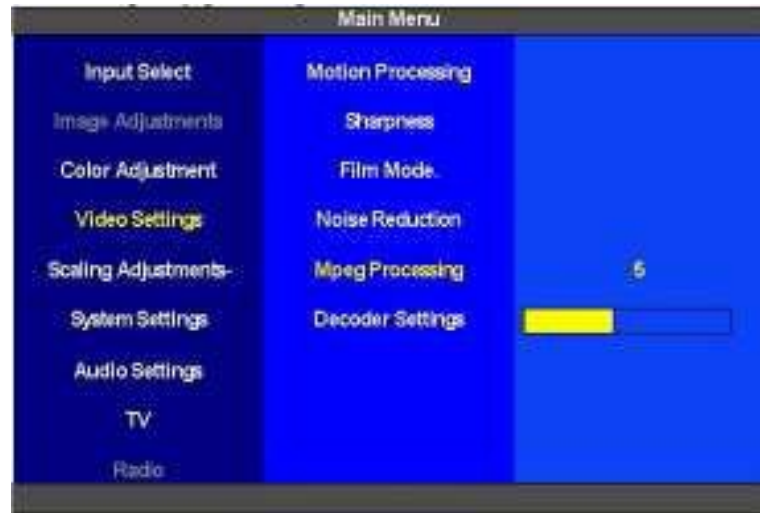 Main Menu
Input Select
Image Adjustments
Color Adjustment
Video Settings
Scaling Adjustments-
System Settings
Audio Settings
TV
Radio
Motion Processing
Sharpness
Film Mode.
Noise Reduction
Mpeg Processing
Decoder Settings
5